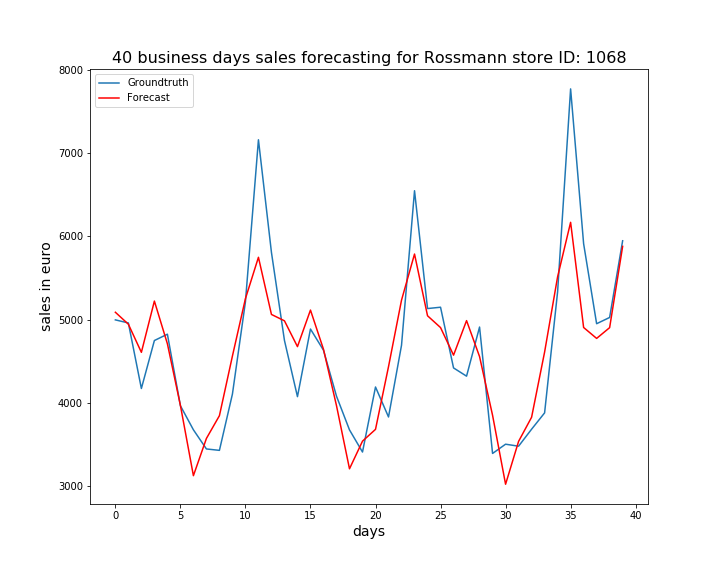 40 business days sales forecasting for Rossmann store ID: 1068
Groundtruth
Forecast
8000
7000
6000
5000
4000
3000
sales in euro
0 5 10 15 20 25 30 35 40
days